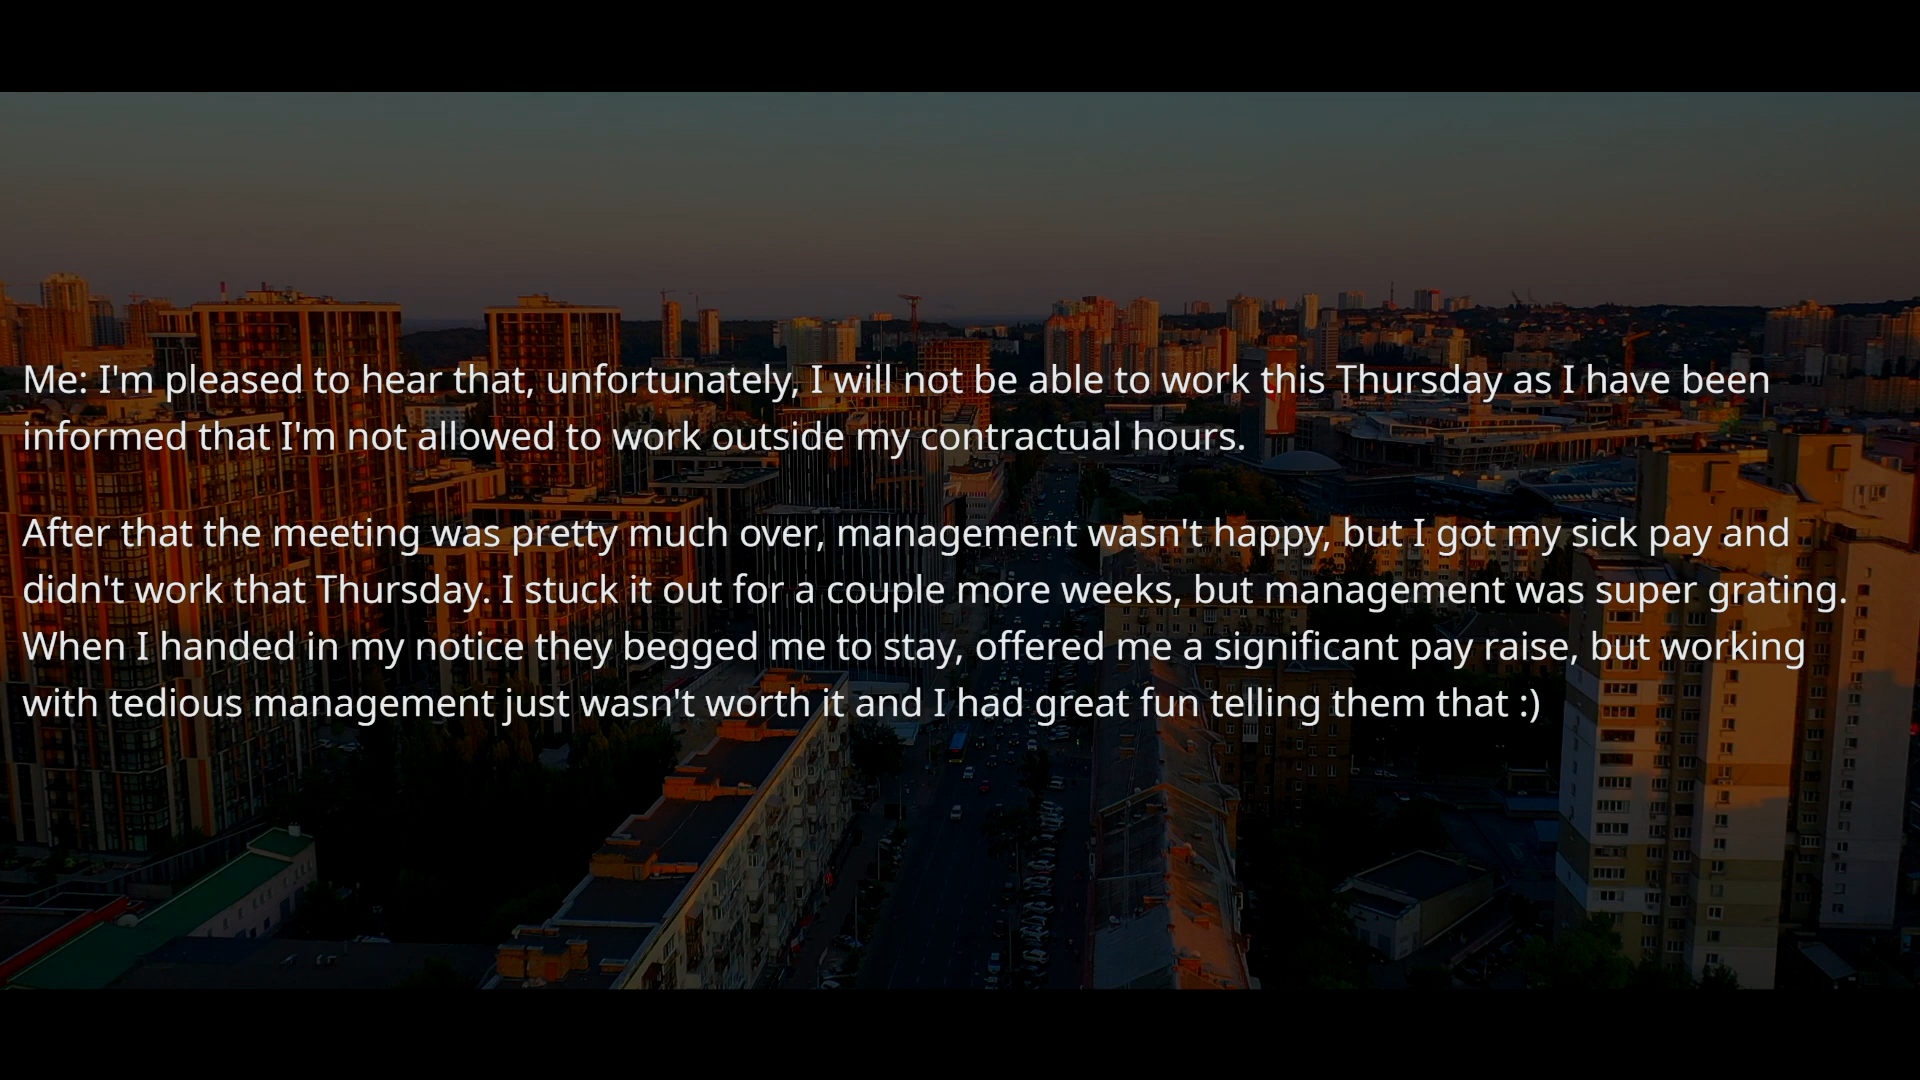 Me: I'm pleased to hear that, unfortunately, I will not be able to work this Thursday as I have been
informed that I'm not allowed to work outside my contractual hours.
After that the meeting was pretty much over, management wasn't happy, but I got my sick pay and
didn't work that Thursday. I stuck it out for a couple more weeks, but management was super grating.
When I handed in my notice they begged me to stay, offered me a significant pay raise, but working
with tedious management just wasn't worth it and I had great fun telling them that :)